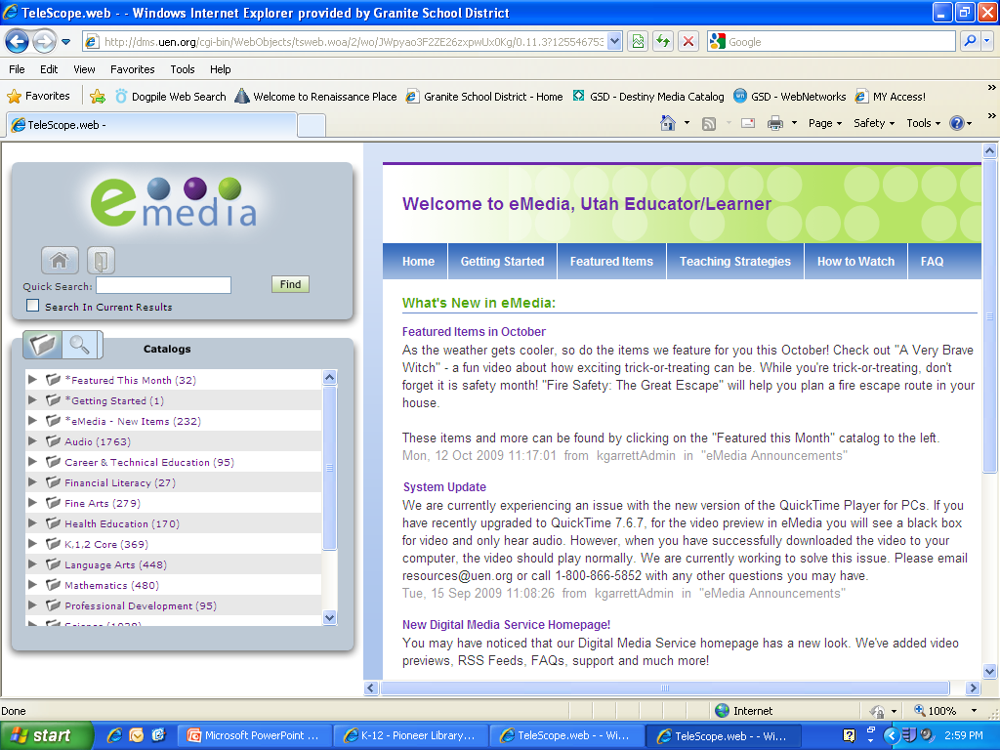 TeleScope.web - - Windows Internet Explorer provided by Granite School District
http://dms.uen.org/cgi-bin/WebObjects/tsweb.woa/2/wo/JWpyao3F2ZE26zxpwUx0Kg/0.11.3?125546753
Google
File Edit View Favorites Tools Help
Favorites Dogpile Web Search Welcome to Renaissance Place Granite School District - Home GSD - Destiny Media Catalog GSD - WebNetworks MY Access! »
TeleScope.web - Page Safety Tools »
eMedia
Quick Search: Find
Search In Current Results
Catalogs
*Featured This Month (32)
*Getting Started (1)
*eMedia - New Items (232)
Audio (1763)
Career & Technical Education (95)
Financial Literacy (27)
Fine Arts (279)
Health Education (170)
K,1,2 Core (369)
Language Arts (448)
Mathematics (480)
Professional Development (95)
Welcome to eMedia, Utah Educator/Learner
Home Getting Started Featured Items Teaching Strategies How to Watch FAQ
What's New in eMedia:
Featured Items in October
As the weather gets cooler, so do the items we feature for you this October! Check out "A Very Brave
Witch" - a fun video about how exciting trick-or-treating can be. While you're trick-or-treating, don't
forget it is safety month! "Fire Safety: The Great Escape" will help you plan a fire escape route in your
house.
These items and more can be found by clicking on the "Featured this Month" catalog to the left.
Mon, 12 Oct 2009 11:17:01 from kgarrettAdmin in "eMedia Announcements"
System Update
We are currently experiencing an issue with the new version of the QuickTime Player for PCs. If you
have recently upgraded to QuickTime 7.6.7, for the video preview in eMedia you will see a black box
for video and only hear audio. However, when you have successfully downloaded the video to your
computer, the video should play normally. We are currently working to solve this issue. Please email
resources@uen.org or call 1-800-866-5852 with any other questions you may have.
Tue, 15 Sep 2009 11:08:26 from kgarrettAdmin in "eMedia Announcements"
New Digital Media Service Homepage!
You may have noticed that our Digital Media Service homepage has a new look. We've added video
previews, RSS Feeds, FAQs, support and much more!
Done Internet 100%
start Microsoft PowerPoint ... K-12 - Pioneer Library... TeleScope.web - - Wi... TeleScope.web - - Wi... 2:59 PM